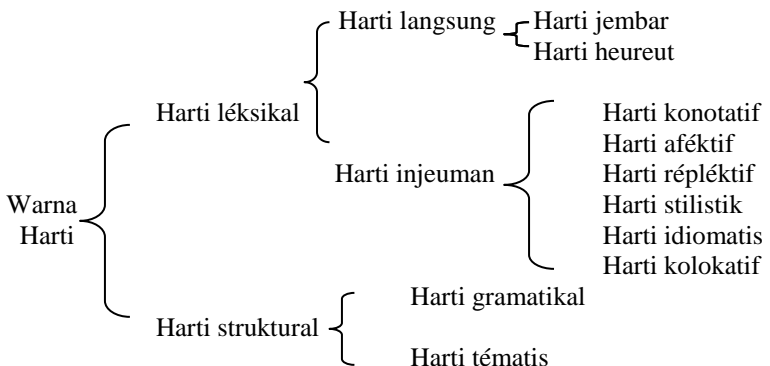 Harti langsung
Harti jembar
Harti heureut
Harti léksikal
Harti konotatif
Harti aféktif
Harti injeuman
Harti répléktif
Harti stilistik
Harti idiomatis
Harti kolokatif
Warna
Harti
Harti gramatikal
Harti struktural
Harti tématis